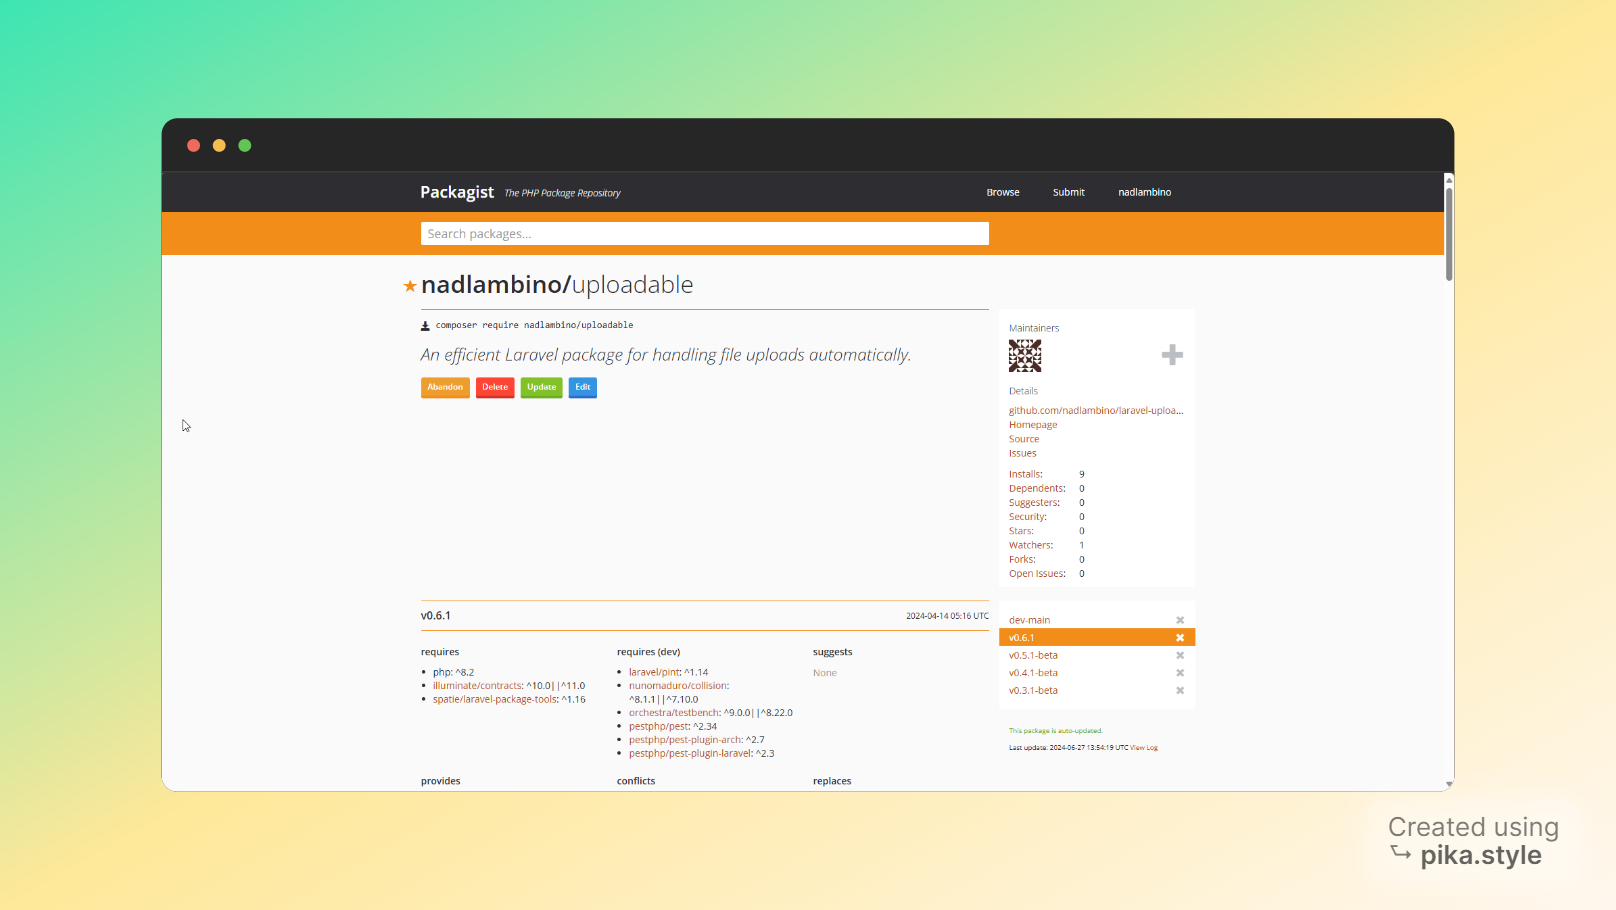 Packagist The PHP Package Repository
Browse Submit nadlambino
Search packages...
nadlambino/uploadable
composer require nadlambino/uploadable
An efficient Laravel package for handling file uploads automatically.
Abandon Delete Update Edit
Maintainers
Details
github.com/nadlambino/laravel-uploa...
Homepage
Source
Issues
Installs: 9
Dependents: 0
Suggesters: 0
Security: 0
Stars: 0
Watchers: 1
Forks: 0
Open Issues: 0
v0.6.1 2024-04-14 05:16 UTC
requires
php: ^8.2
illuminate/contracts: ^10.0||^11.0
spatie/laravel-package-tools: ^1.16
requires (dev)
laravel/pint: ^1.14
nunomaduro/collision:
^8.1.1||^7.10.0
orchestra/testbench: ^9.0.0||^8.22.0
pestphp/pest: ^2.34
pestphp/pest-plugin-arch: ^2.7
pestphp/pest-plugin-laravel: ^2.3
suggests
None
provides
conflicts
replaces
dev-main
v0.6.1
v0.5.1-beta
v0.4.1-beta
v0.3.1-beta
This package is auto-updated.
Last update: 2024-06-27 13:54:19 UTC View Log
Created using
pika.style